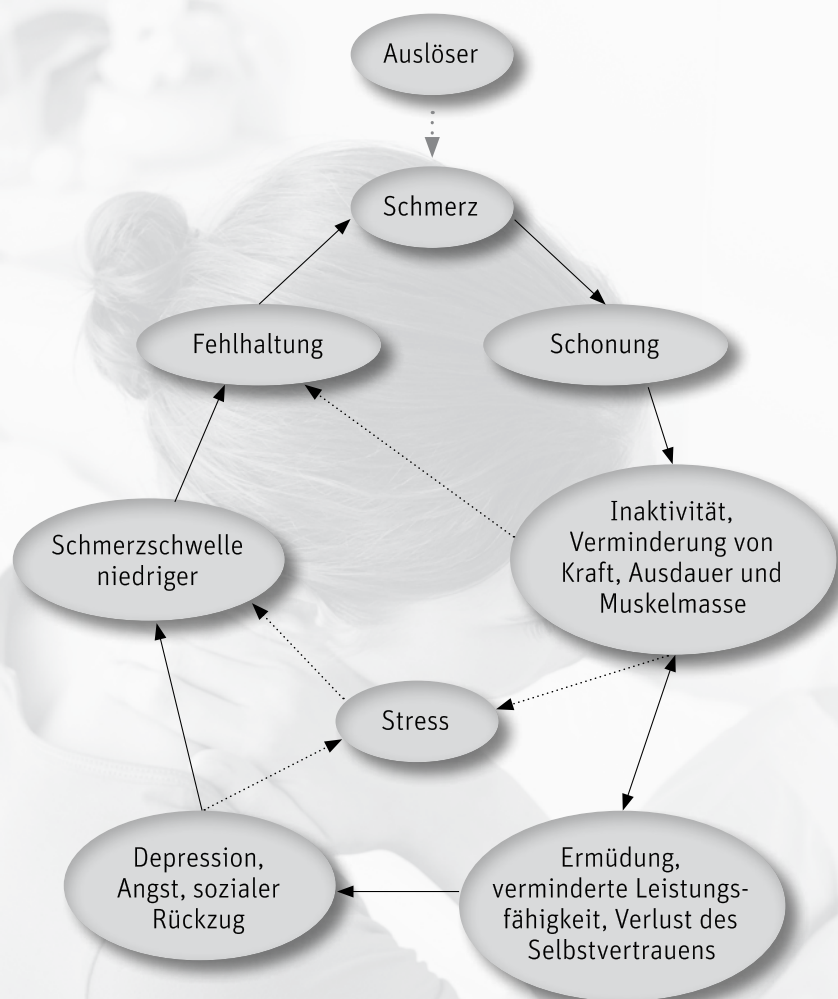 Auslöser
Schmerz
Fehlhaltung
Schonung
Schmerzschwelle
niedriger
Inaktivität,
Verminderung von
Kraft, Ausdauer und
Muskelmasse
Stress
Depression,
Angst, sozialer
Rückzug
Ermüdung,
verminderte Leistungs-
fähigkeit, Verlust des
Selbstvertrauens